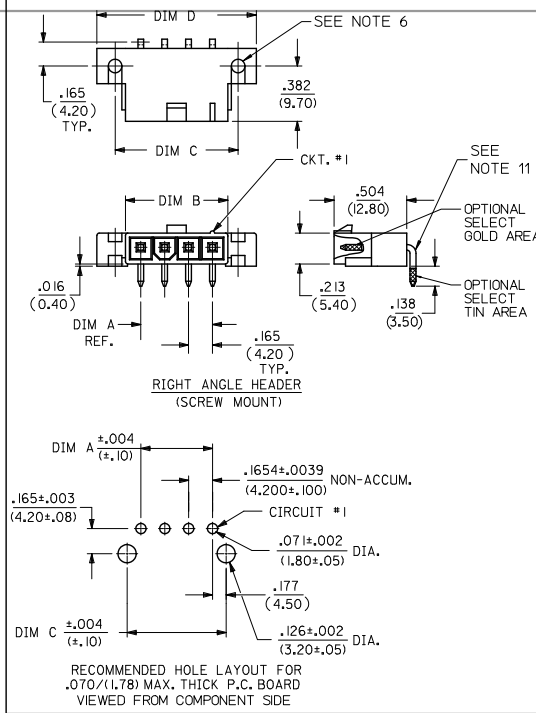 DIM D
SEE NOTE 6
.165
(4.20)
TYP.
.382
(9.70)
DIM C
CKT. #1
SEE
NOTE 11
DIM B
.504
(12.80)
OPTIONAL
SELECT
GOLD AREA
.016
(0.40)
.213
(5.40)
OPTIONAL
SELECT
TIN AREA
.138
(3.50)
DIM A
REF.
.165
(4.20)
TYP.
RIGHT ANGLE HEADER
(SCREW MOUNT)
DIM A ±.004
(±.10)
.1654±.0039
(4.200±.100)
NON-ACCUM.
.165±.003
(4.20±.08)
CIRCUIT #1
.071±.002
(1.80±.05)
DIA.
.177
(4.50)
DIM C ±.004
(±.10)
.126±.002
(3.20±.05)
DIA.
RECOMMENDED HOLE LAYOUT FOR
.070/(1.78) MAX. THICK P.C. BOARD
VIEWED FROM COMPONENT SIDE